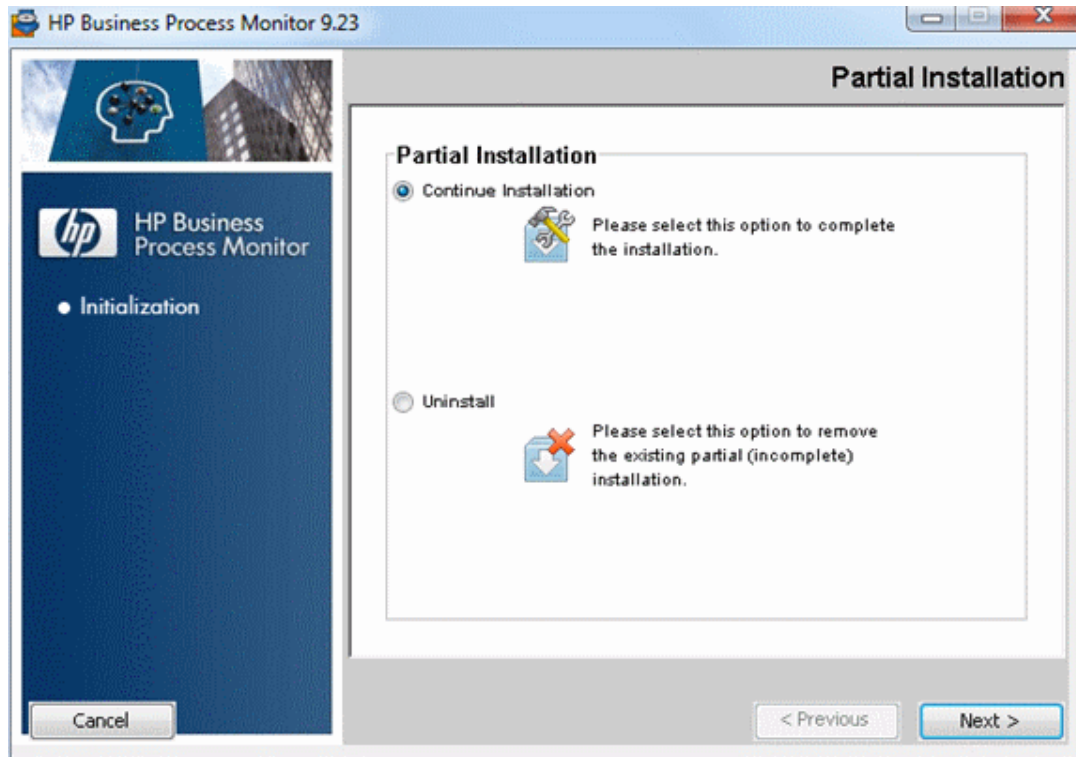 HP Business Process Monitor 9.23
Partial Installation
hp
HP Business
Process Monitor
Initialization
Partial Installation
Continue Installation
Please select this option to complete
the installation.
Uninstall
Please select this option to remove
the existing partial (incomplete)
installation.
Cancel
< Previous
Next >